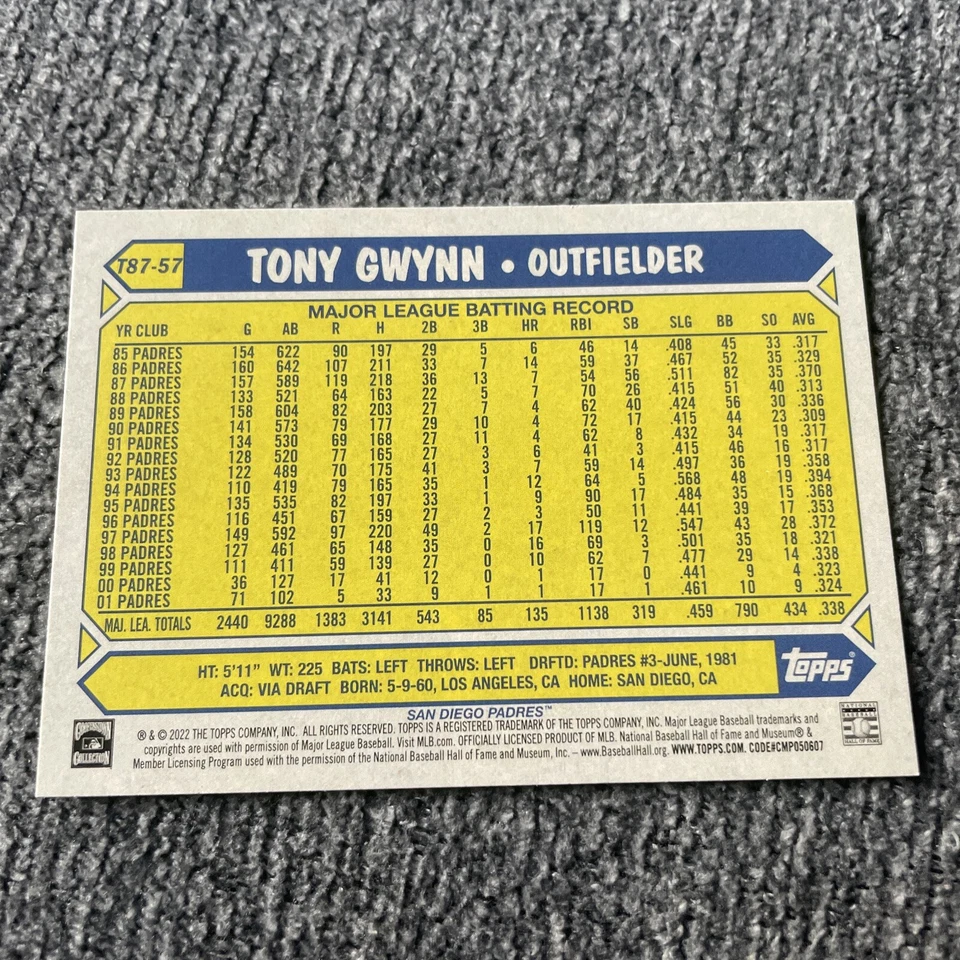 T87-57
TONY GWYNN • OUTFIELDER
MAJOR LEAGUE BATTING RECORD
YR CLUB G AB R H 2B 3B HR RBI SB SLG BB SO AVG
85 PADRES 154 622 90 197 29 5 6 46 14 .408 45 33 .317
86 PADRES 160 642 107 211 33 7 14 59 37 .467 52 35 .329
87 PADRES 157 589 119 218 36 13 7 54 56 .511 82 35 .370
88 PADRES 133 521 64 163 22 5 7 70 26 .415 51 40 .313
89 PADRES 158 604 82 203 27 7 4 62 40 .424 56 30 .336
90 PADRES 141 573 79 177 29 10 4 72 17 .415 44 23 .309
91 PADRES 134 530 69 168 27 11 4 62 8 .432 34 19 .317
92 PADRES 128 520 77 165 27 3 6 41 3 .415 46 16 .317
93 PADRES 122 489 70 175 41 3 7 59 14 .497 36 19 .358
94 PADRES 110 419 79 165 35 1 12 64 5 .568 48 19 .394
95 PADRES 135 535 82 197 33 1 9 90 17 .484 35 15 .368
96 PADRES 116 451 67 159 27 2 3 50 11 .441 39 17 .353
97 PADRES 149 592 97 220 49 2 17 119 12 .547 43 28 .372
98 PADRES 127 461 65 148 35 0 16 69 3 .501 35 18 .321
99 PADRES 111 411 59 139 27 0 10 62 7 .477 29 14 .338
00 PADRES 36 127 17 41 12 0 1 17 0 .441 9 4 .323
01 PADRES 71 102 5 33 9 1 1 17 1 .461 10 9 .324
MAJ. LEA. TOTALS 2440 9288 1383 3141 543 85 135 1138 319 .459 790 434 .338
HT: 5'11" WT: 225 BATS: LEFT THROWS: LEFT DRFTD: PADRES #3-JUNE, 1981
ACQ: VIA DRAFT BORN: 5-9-60, LOS ANGELES, CA HOME: SAN DIEGO, CA
TOPPS®
SAN DIEGO PADRES™
® & © 2022 THE TOPPS COMPANY, INC. ALL RIGHTS RESERVED. TOPPS IS A REGISTERED TRADEMARK OF THE TOPPS COMPANY, INC. Major League Baseball trademarks and
copyrights are used with permission of Major League Baseball. Visit MLB.com. OFFICIALLY LICENSED PRODUCT OF MLB. National Baseball Hall of Fame and Museum® &
Member Licensing Program used with the permission of the National Baseball Hall of Fame and Museum, Inc. – www.BaseballHall.org. WWW.TOPPS.COM. CODE#CMP050607
COOPERSTOWN
COLLECTION
NATIONAL
BASEBALL
HALL OF FAME